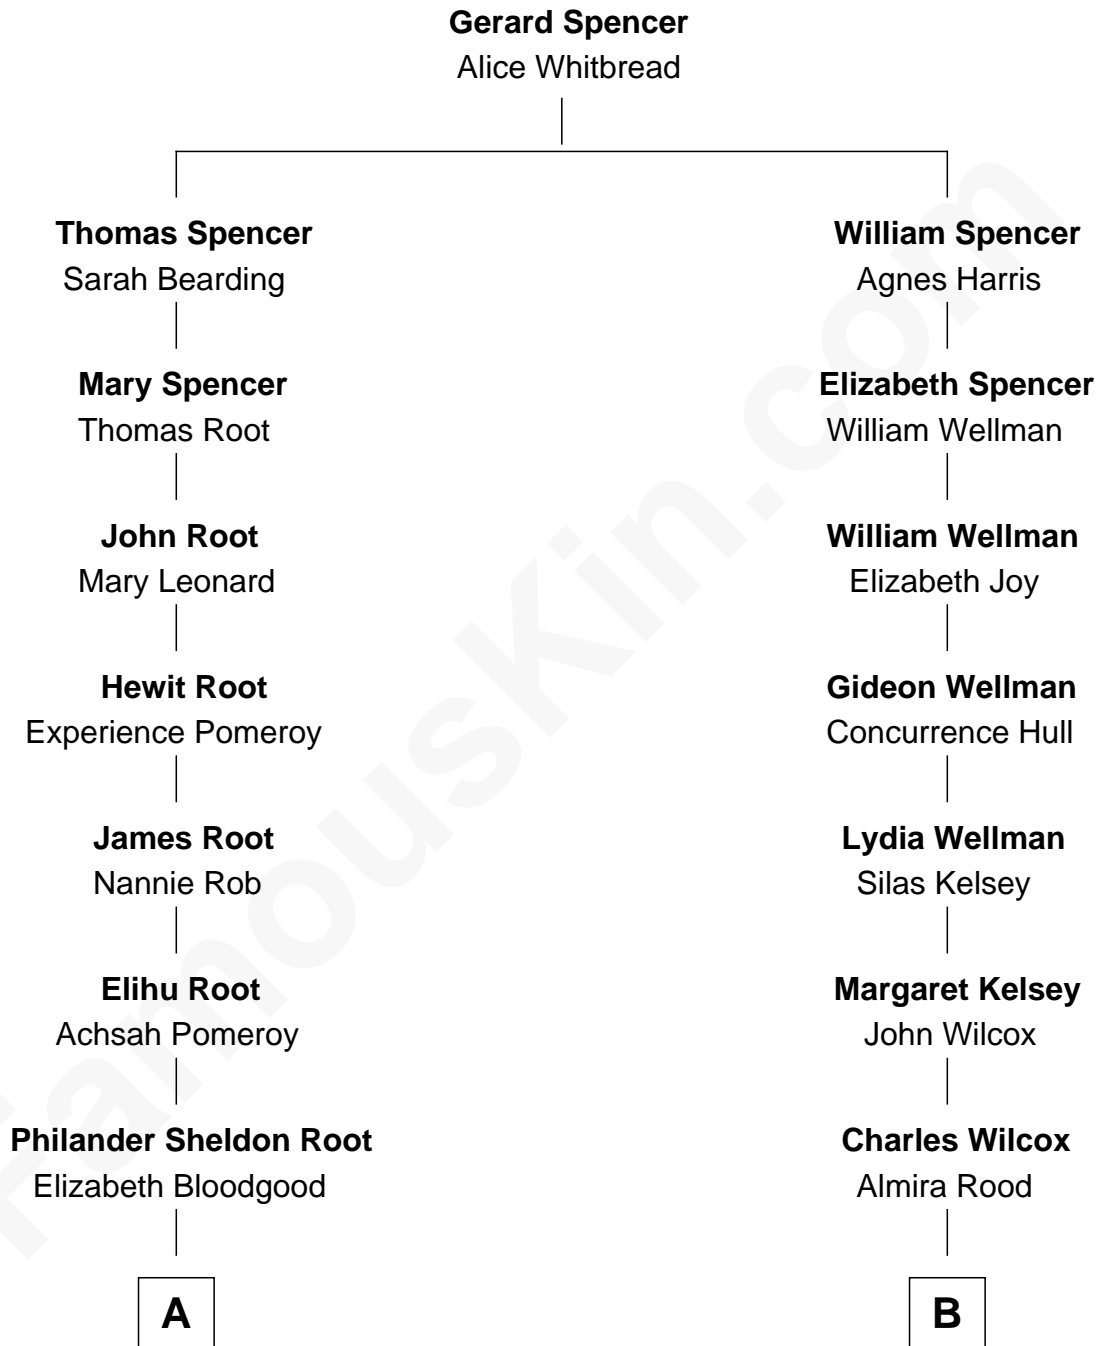 Gerard Spencer
Alice Whitbread
Thomas Spencer
Sarah Bearding
William Spencer
Agnes Harris
Mary Spencer
Thomas Root
Elizabeth Spencer
William Wellman
John Root
Mary Leonard
William Wellman
Elizabeth Joy
Hewit Root
Experience Pomeroy
Gideon Wellman
Concurrence Hull
James Root
Nannie Rob
Lydia Wellman
Silas Kelsey
Elihu Root
Achsah Pomeroy
Margaret Kelsey
John Wilcox
Philander Sheldon Root
Elizabeth Bloodgood
Charles Wilcox
Almira Rood
A
B
FamousKin.com